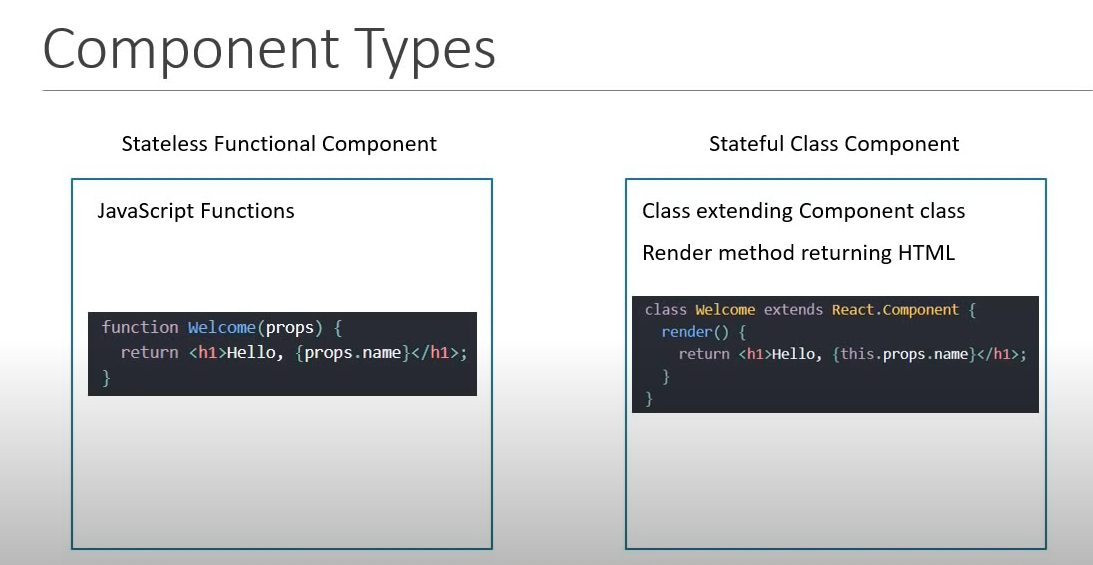 Component Types
Stateless Functional Component
JavaScript Functions
function Welcome(props) {
  return <h1>Hello, {props.name}</h1>;
}
Stateful Class Component
Class extending Component class
Render method returning HTML
class Welcome extends React.Component {
  render() {
    return <h1>Hello, {this.props.name}</h1>;
  }
}